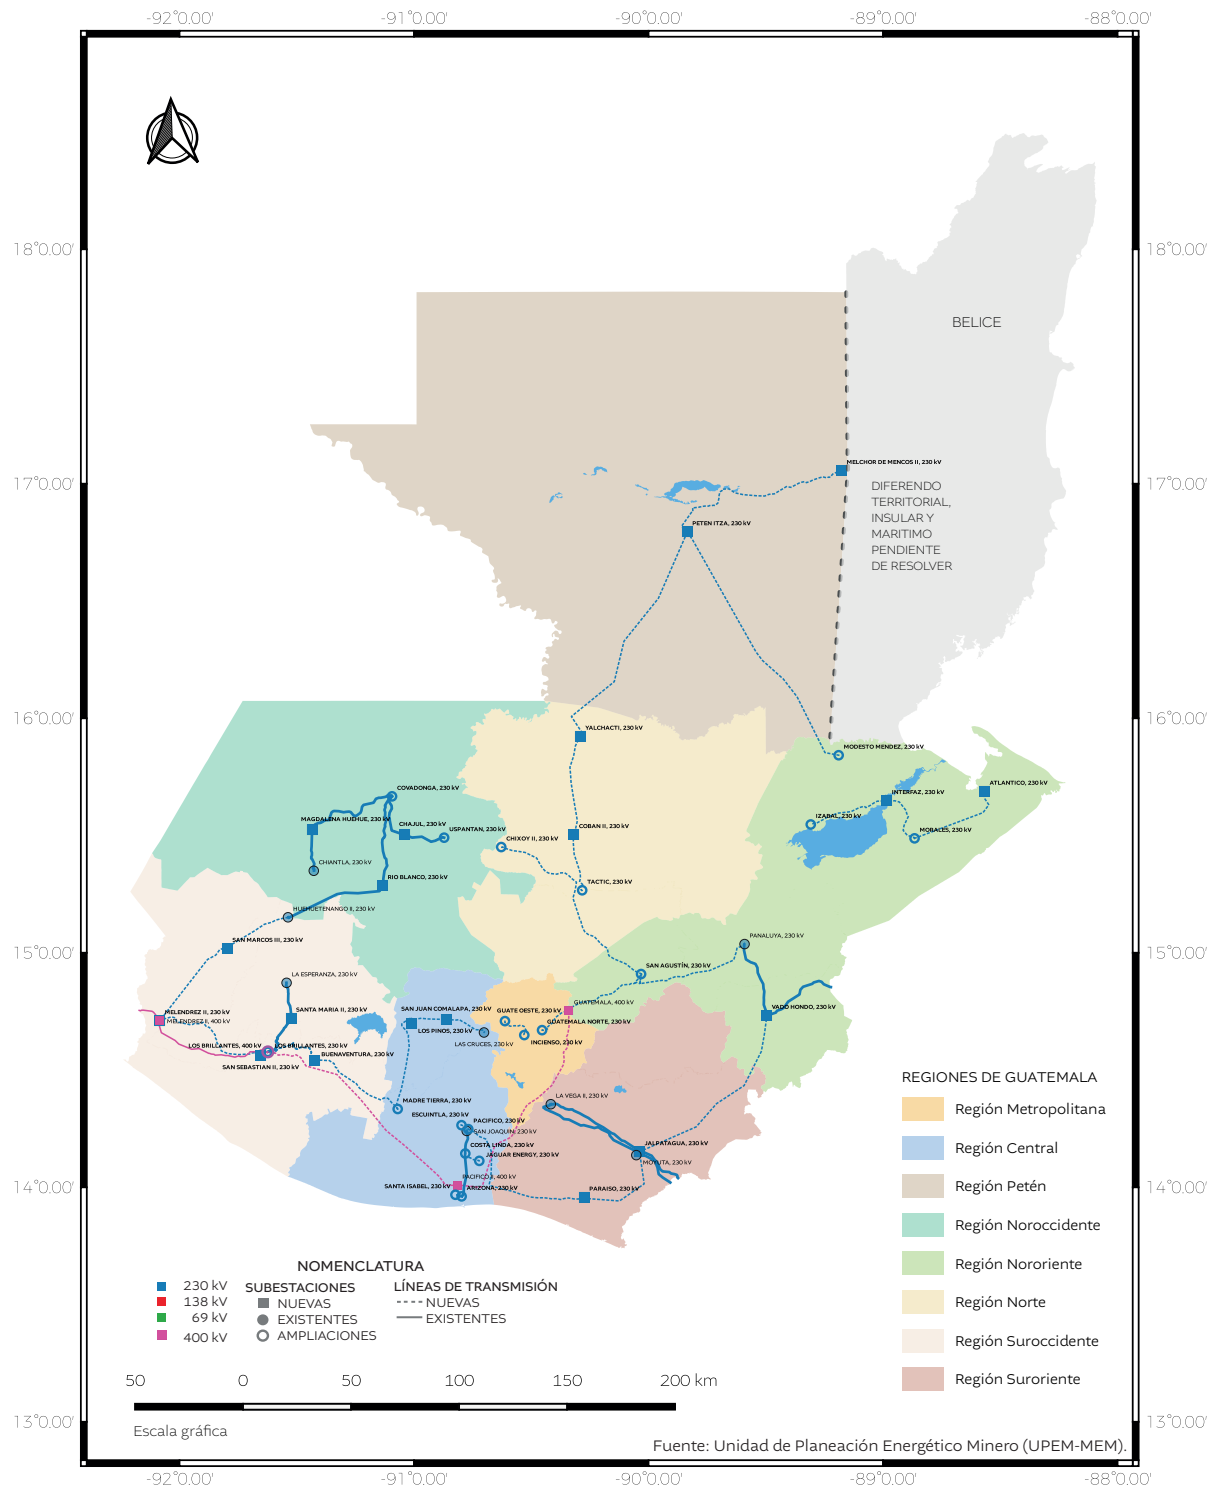 -92°0.00' -91°0.00' -90°0.00' -89°0.00' -88°0.00'
18°0.00' 18°0.00'
BELICE
MELCHOR DE MENCOS II, 230 kV
17°0.00' 17°0.00'
DIFERENDO
TERRITORIAL,
INSULAR Y
MARITIMO
PENDIENTE
DE RESOLVER
PETEN ITZA, 230 kV
16°0.00' 16°0.00'
YALCHACTI, 230 kV
MODESTO MENDEZ, 230 kV
ATLANTICO, 230 kV
COVADONGA, 230 kV
INTERFAZ, 230 kV
MAGDALENA HUEHUE, 230 kV
CHAJUL, 230 kV
USPANTAN, 230 kV
IZABAL, 230 kV
COBAN II, 230 kV
MORALES, 230 kV
CHIXOY II, 230 kV
CHIANTLA, 230 kV
RIO BLANCO, 230 kV
TACTIC, 230 kV
HUEHUETENANGO II, 230 kV
PANALUYA, 230 kV
SAN MARCOS III, 230 kV
15°0.00' 15°0.00'
SAN AGUSTÍN, 230 kV
LA ESPERANZA, 230 kV
GUATEMALA, 400 kV
VADO HONDO, 230 kV
MELENDREZ II, 230 kV
MELENDREZ II, 400 kV
SANTA MARIA II, 230 kV
SAN JUAN COMALAPA, 230 kV
GUATE OESTE, 230 kV
GUATEMALA NORTE, 230 kV
LOS PINOS, 230 kV
LAS CRUCES, 230 kV
INCIENSO, 230 kV
LOS BRILLANTES, 400 kV
LOS BRILLANTES, 230 kV
BUENAVENTURA, 230 kV
SAN SEBASTIAN II, 230 kV
LA VEGA II, 230 kV
MADRE TIERRA, 230 kV
ESCUINTLA, 230 kV
PACIFICO, 230 kV
SAN JOAQUIN, 230 kV
COSTA LINDA, 230 kV
JAGUAR ENERGY, 230 kV
JALPATAGUA, 230 kV
MOYUTA, 230 kV
14°0.00' 14°0.00'
SANTA ISABEL, 230 kV
ARIZONA, 230 kV
PARAISO, 230 kV
REGIONES DE GUATEMALA
Región Metropolitana
Región Central
Región Petén
Región Noroccidente
Región Nororiente
Región Norte
Región Suroccidente
Región Suroriente
NOMENCLATURA
230 kV
138 kV
69 kV
400 kV
SUBESTACIONES
NUEVAS
EXISTENTES
AMPLIACIONES
LÍNEAS DE TRANSMISIÓN
NUEVAS
EXISTENTES
50 0 50 100 150 200 km
Escala gráfica
13°0.00' 13°0.00'
Fuente: Unidad de Planeación Energético Minero (UPEM-MEM).
-92°0.00' -91°0.00' -90°0.00' -89°0.00' -88°0.00'